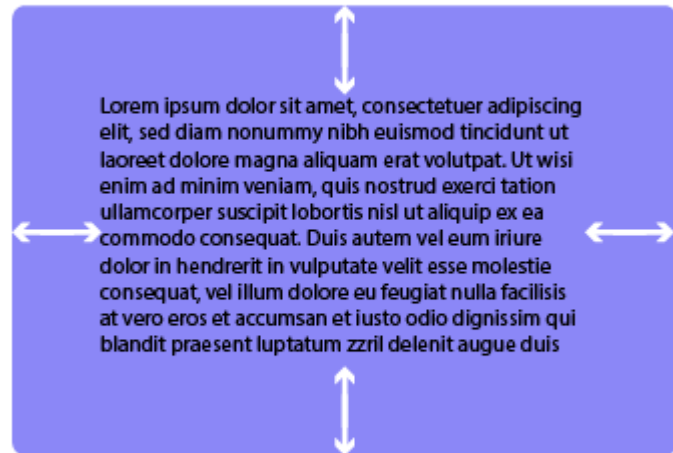 Lorem ipsum dolor sit amet, consectetuer adipiscing
elit, sed diam nonummy nibh euismod tincidunt ut
laoreet dolore magna aliquam erat volutpat. Ut wisi
enim ad minim veniam, quis nostrud exerci tation
ullamcorper suscipit lobortis nisl ut aliquip ex ea
commodo consequat. Duis autem vel eum iriure
dolor in hendrerit in vulputate velit esse molestie
consequat, vel illum dolore eu feugiat nulla facilisis
at vero eros et accumsan et iusto odio dignissim qui
blandit praesent luptatum zzril delenit augue duis